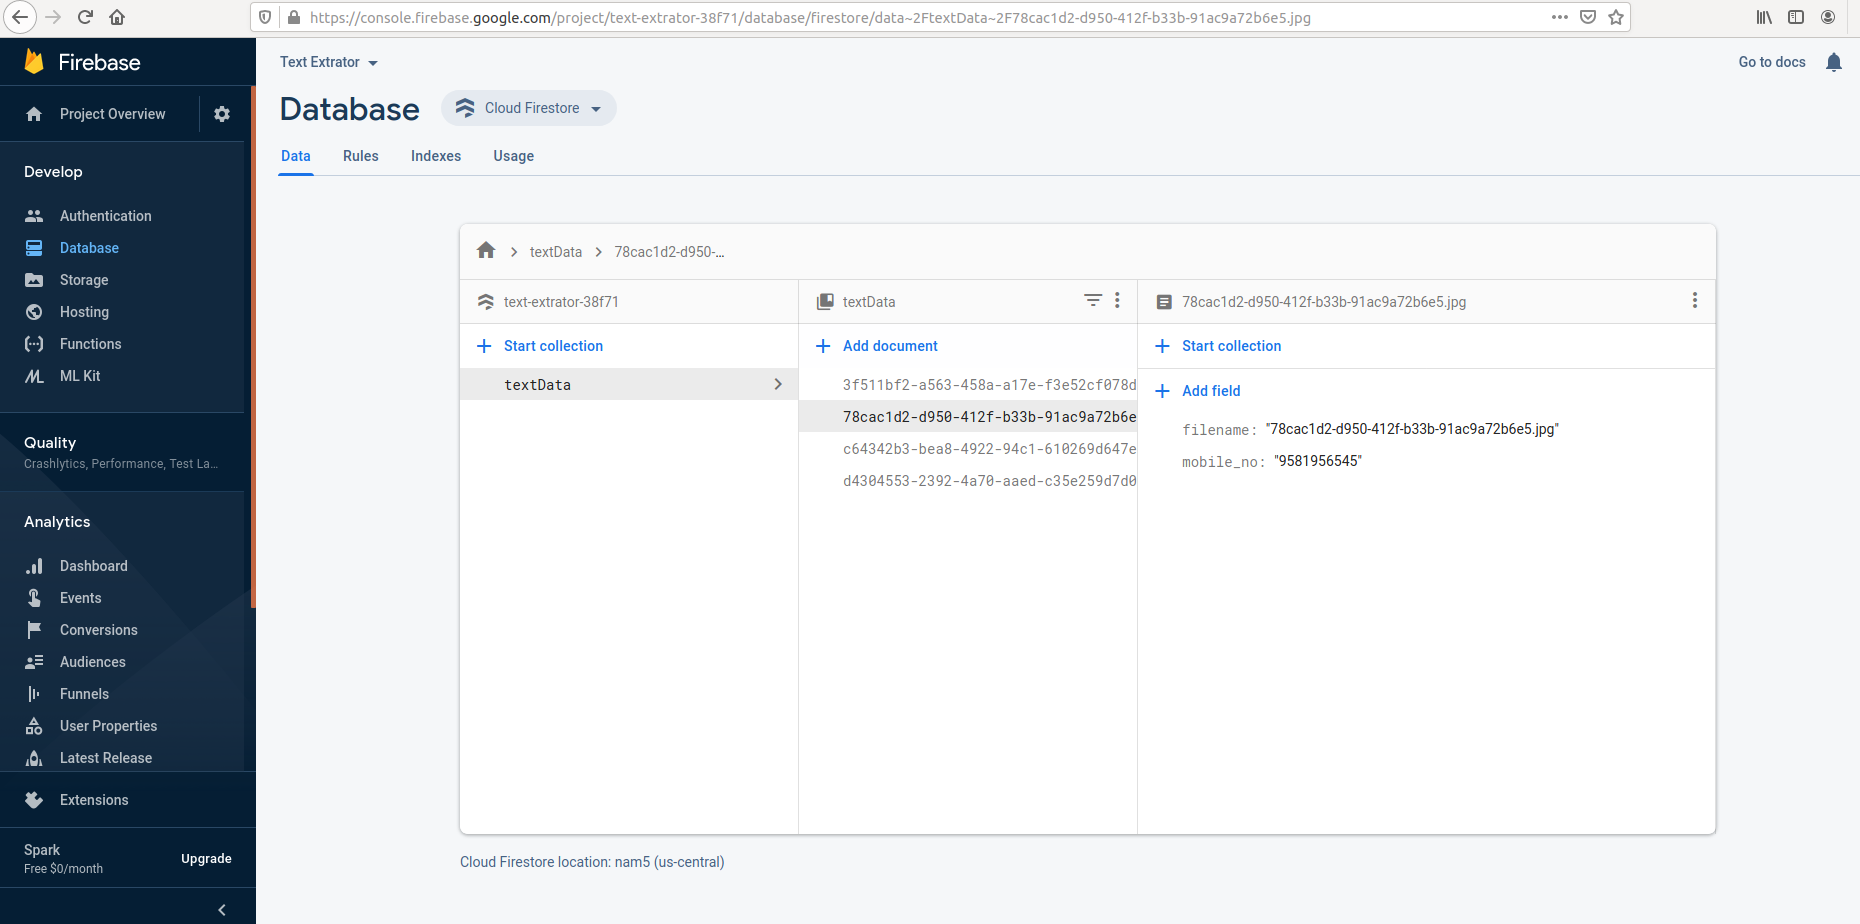 https://console.firebase.google.com/project/text-extrator-38f71/database/firestore/data~2FtextData~2F78cac1d2-d950-412f-b33b-91ac9a72b6e5.jpg
Firebase
Project Overview
Develop
Authentication
Database
Storage
Hosting
Functions
ML Kit
Quality
Crashlytics, Performance, Test La...
Analytics
Dashboard
Events
Conversions
Audiences
Funnels
User Properties
Latest Release
Extensions
Spark
Free $0/month
Upgrade
Text Extrator
Go to docs
Database
Cloud Firestore
Data Rules Indexes Usage
textData
78cac1d2-d950-...
text-extrator-38f71
Start collection
textData
textData
Add document
3f511bf2-a563-458a-a17e-f3e52cf078d
78cac1d2-d950-412f-b33b-91ac9a72b6e
c64342b3-bea8-4922-94c1-610269d647e
d4304553-2392-4a70-aaed-c35e259d7d0
78cac1d2-d950-412f-b33b-91ac9a72b6e5.jpg
Start collection
Add field
filename: "78cac1d2-d950-412f-b33b-91ac9a72b6e5.jpg"
mobile_no: "9581956545"
Cloud Firestore location: nam5 (us-central)